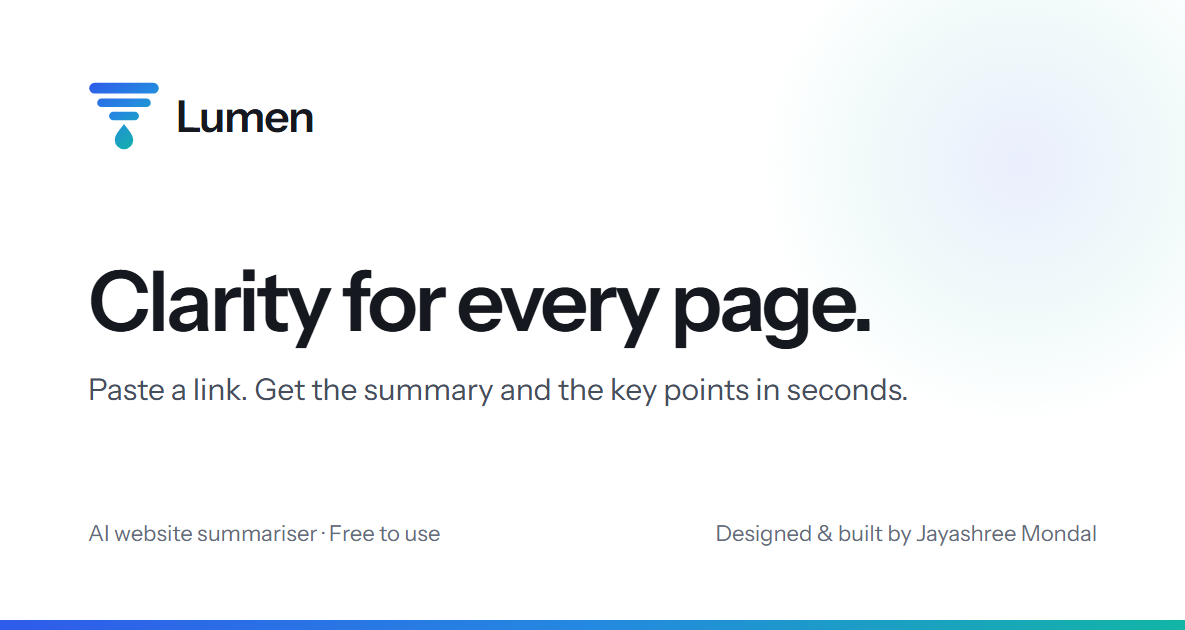 Lumen
Clarity for every page.
Paste a link. Get the summary and the key points in seconds.
AI website summariser · Free to use
Designed & built by Jayashree Mondal